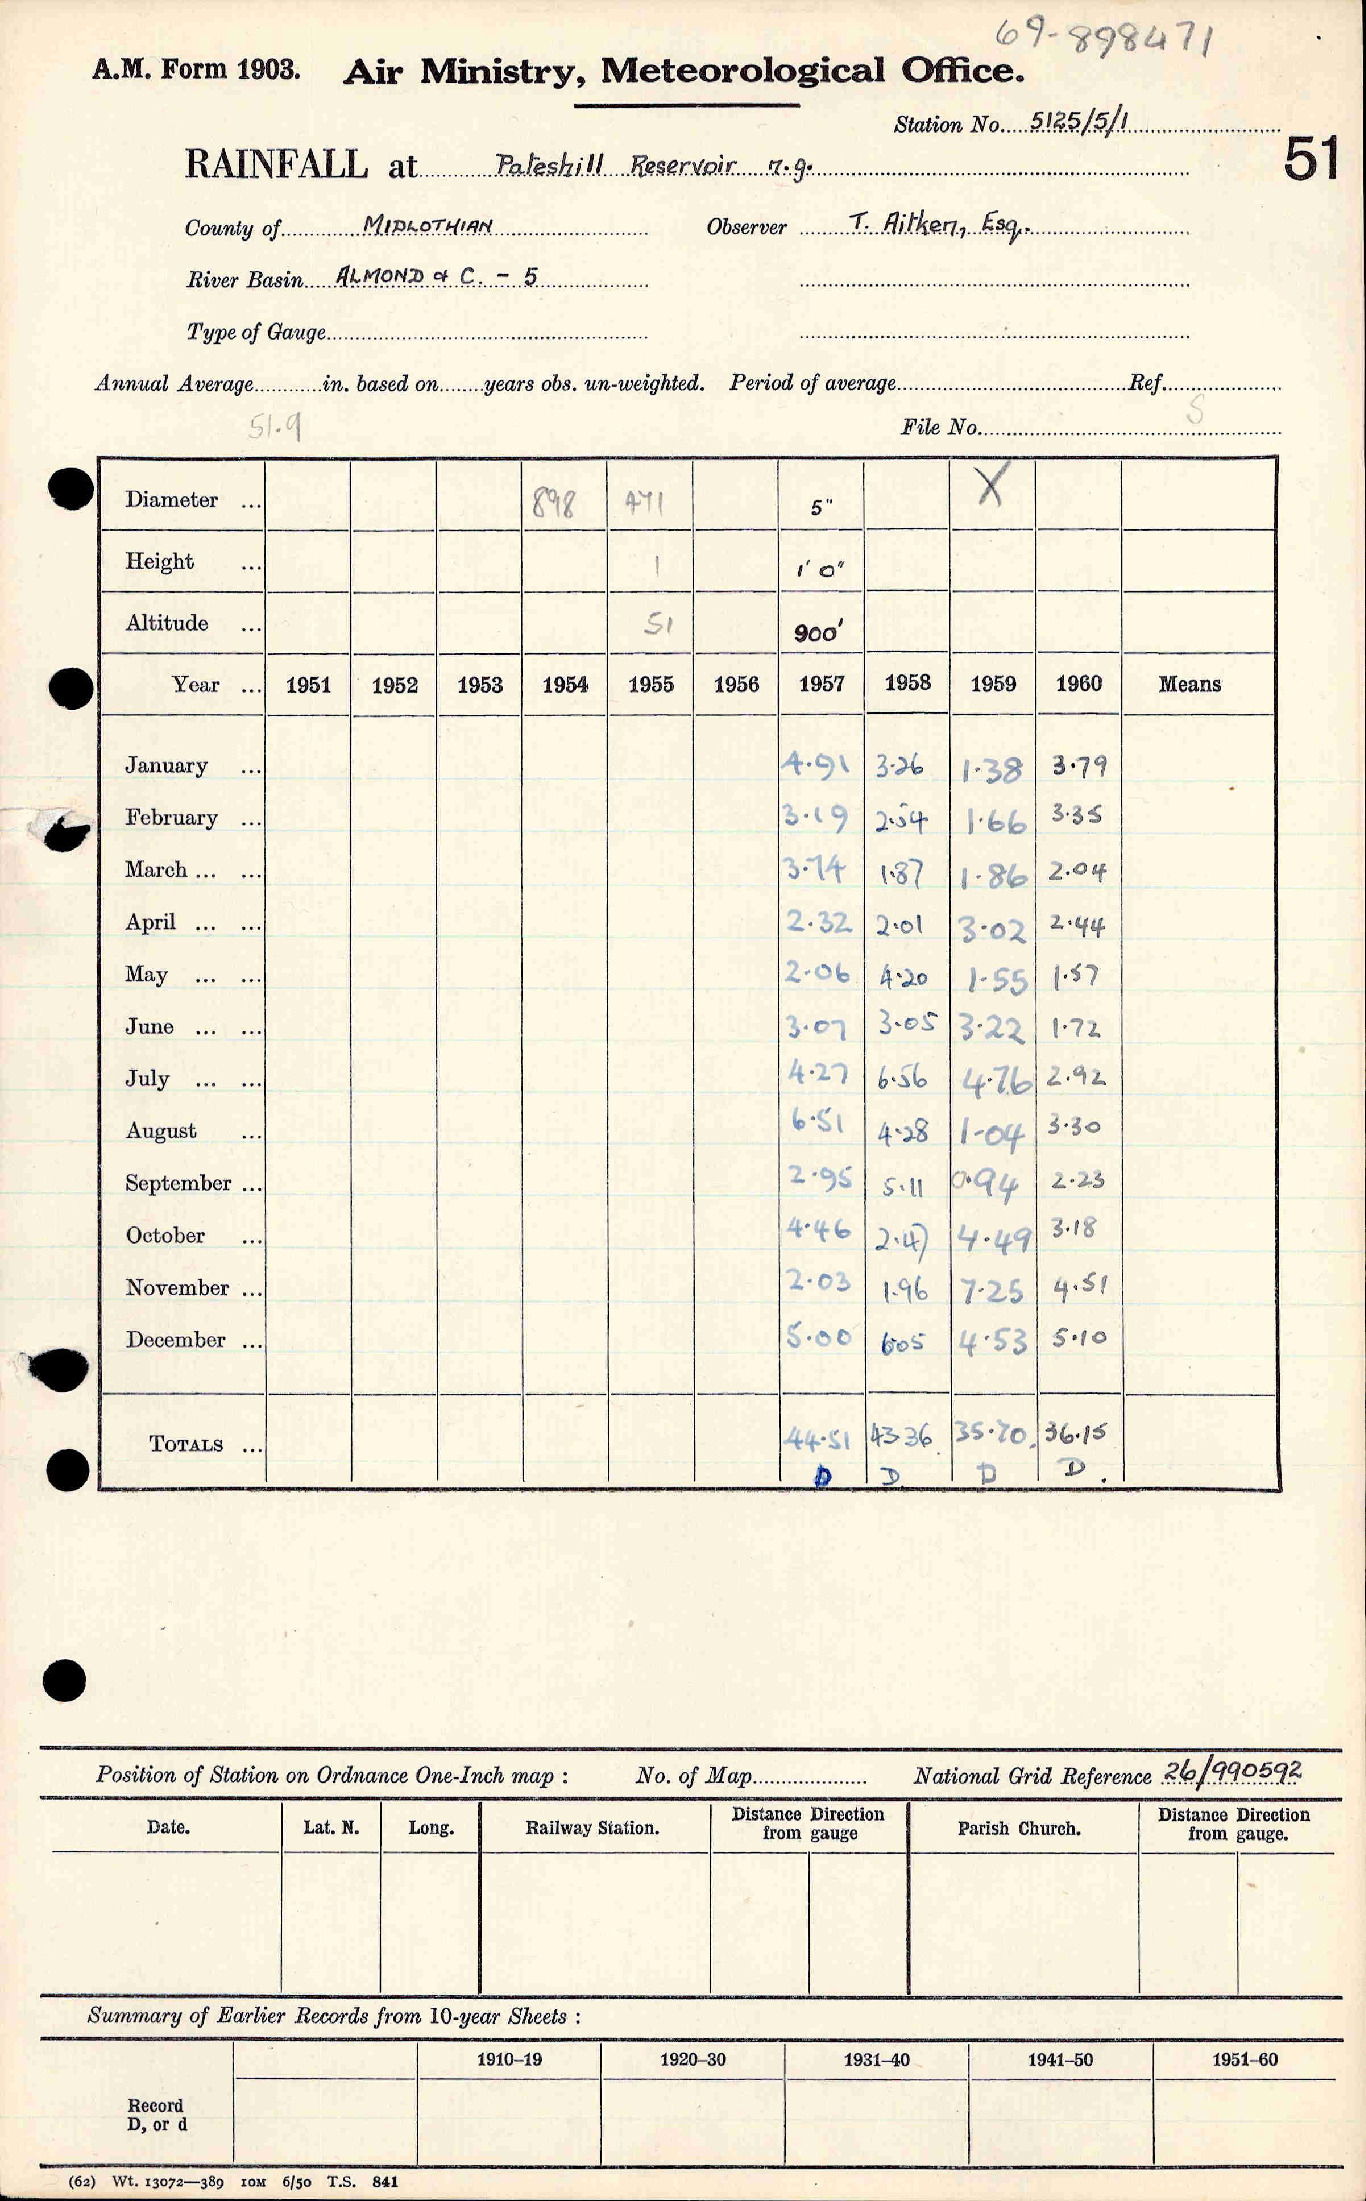 69-898471
A.M. Form 1903. Air Ministry, Meteorological Office.
Station No. 5125/5/1
51
RAINFALL at Pateshill Reservoir n.g.
County of MIDLOTHIAN Observer T. Aitken, Esq.
River Basin ALMOND & C. - 5
Type of Gauge
Annual Average in. based on years obs. un-weighted. Period of average Ref.
51.9 File No. S
Diameter ... 898 471 5" X
Height ... 1 1' 0"
Altitude ... 51 900'
Year ... 1951 1952 1953 1954 1955 1956 1957 1958 1959 1960 Means
January ... 4.91 3.26 1.38 3.79
February ... 3.19 2.54 1.66 3.35
March ... ... 3.74 1.87 1.86 2.04
April ... ... 2.32 2.01 3.02 2.44
May ... ... 2.06 4.20 1.55 1.57
June ... ... 3.07 3.05 3.22 1.72
July ... ... 4.27 6.56 4.76 2.92
August ... 6.51 4.28 1.04 3.30
September ... 2.95 5.11 0.94 2.23
October ... 4.46 2.47 4.49 3.18
November ... 2.03 1.96 7.25 4.51
December ... 5.00 6.05 4.53 5.10
TOTALS ... 44.51 43.36 35.70 36.15
D D D D.
Position of Station on Ordnance One-Inch map : No. of Map National Grid Reference 26/990592
Date. Lat. N. Long. Railway Station. Distance Direction from gauge Parish Church. Distance Direction from gauge.
Summary of Earlier Records from 10-year Sheets :
1910–19 1920–30 1931–40 1941–50 1951–60
Record
D, or d
(62) Wt. 13072—389 10M 6/50 T.S. 841